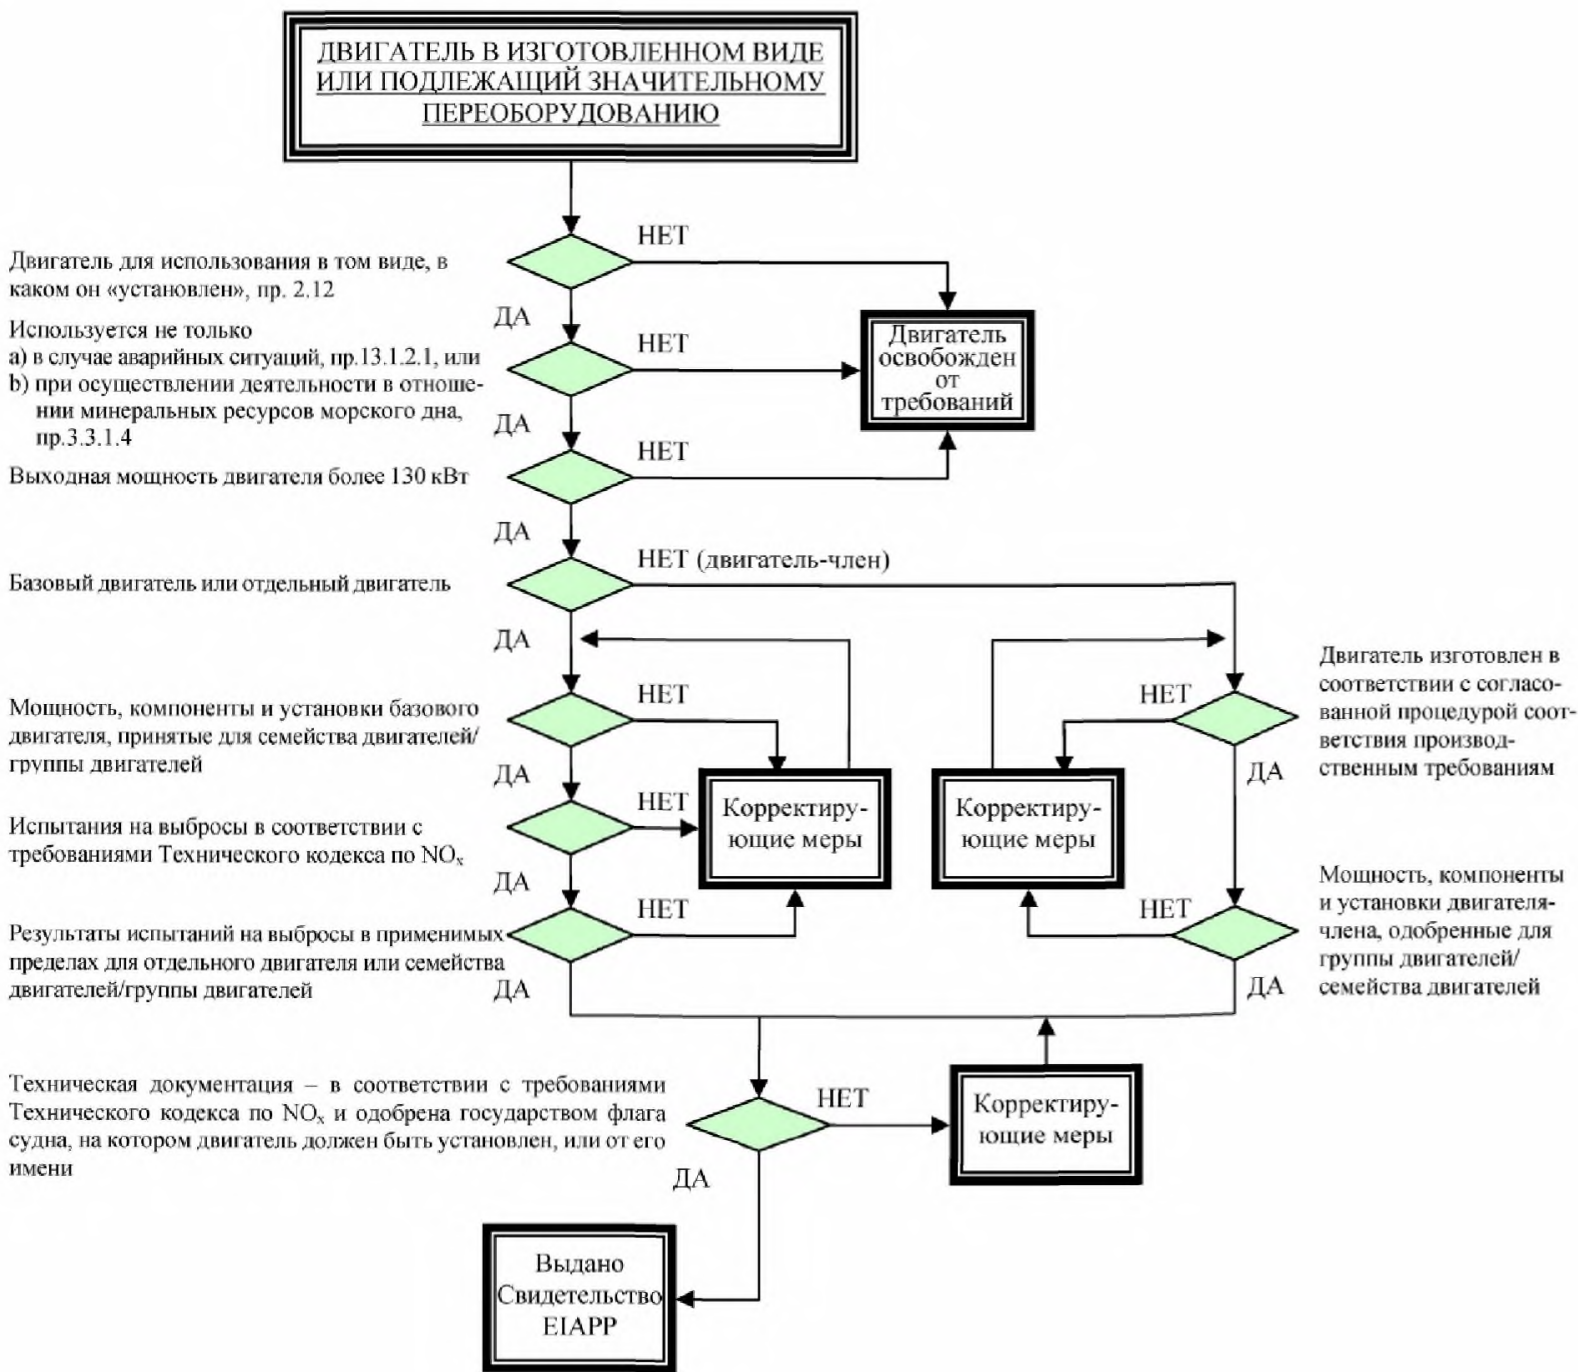 ДВИГАТЕЛЬ В ИЗГОТОВЛЕННОМ ВИДЕ
ИЛИ ПОДЛЕЖАЩИЙ ЗНАЧИТЕЛЬНОМУ
ПЕРЕОБОРУДОВАНИЮ
НЕТ
Двигатель для использования в том виде, в
каком он «установлен», пр. 2.12
ДА
Используется не только
а) в случае аварийных ситуаций, пр.13.1.2.1, или
b) при осуществлении деятельности в отноше-
нии минеральных ресурсов морского дна,
пр.3.3.1.4
НЕТ
Двигатель
освобожден
от
требований
ДА
НЕТ
Выходная мощность двигателя более 130 кВт
ДА
НЕТ (двигатель-член)
Базовый двигатель или отдельный двигатель
ДА
НЕТ
Мощность, компоненты и установки базового
двигателя, принятые для семейства двигателей/
группы двигателей
ДА
НЕТ
Испытания на выбросы в соответствии с
требованиями Технического кодекса по NOx
ДА
НЕТ
Результаты испытаний на выбросы в применимых
пределах для отдельного двигателя или семейства
двигателей/группы двигателей
ДА
Корректиру-
ющие меры
Корректиру-
ющие меры
НЕТ
Двигатель изготовлен в
соответствии с согласо-
ванной процедурой соот-
ветствия производ-
ственным требованиям
ДА
НЕТ
Мощность, компоненты
и установки двигателя-
члена, одобренные для
группы двигателей/
семейства двигателей
ДА
Техническая документация – в соответствии с требованиями
Технического кодекса по NOx и одобрена государством флага
судна, на котором двигатель должен быть установлен, или от его
имени
НЕТ
Корректиру-
ющие меры
ДА
Выдано
Свидетельство
EIAPP